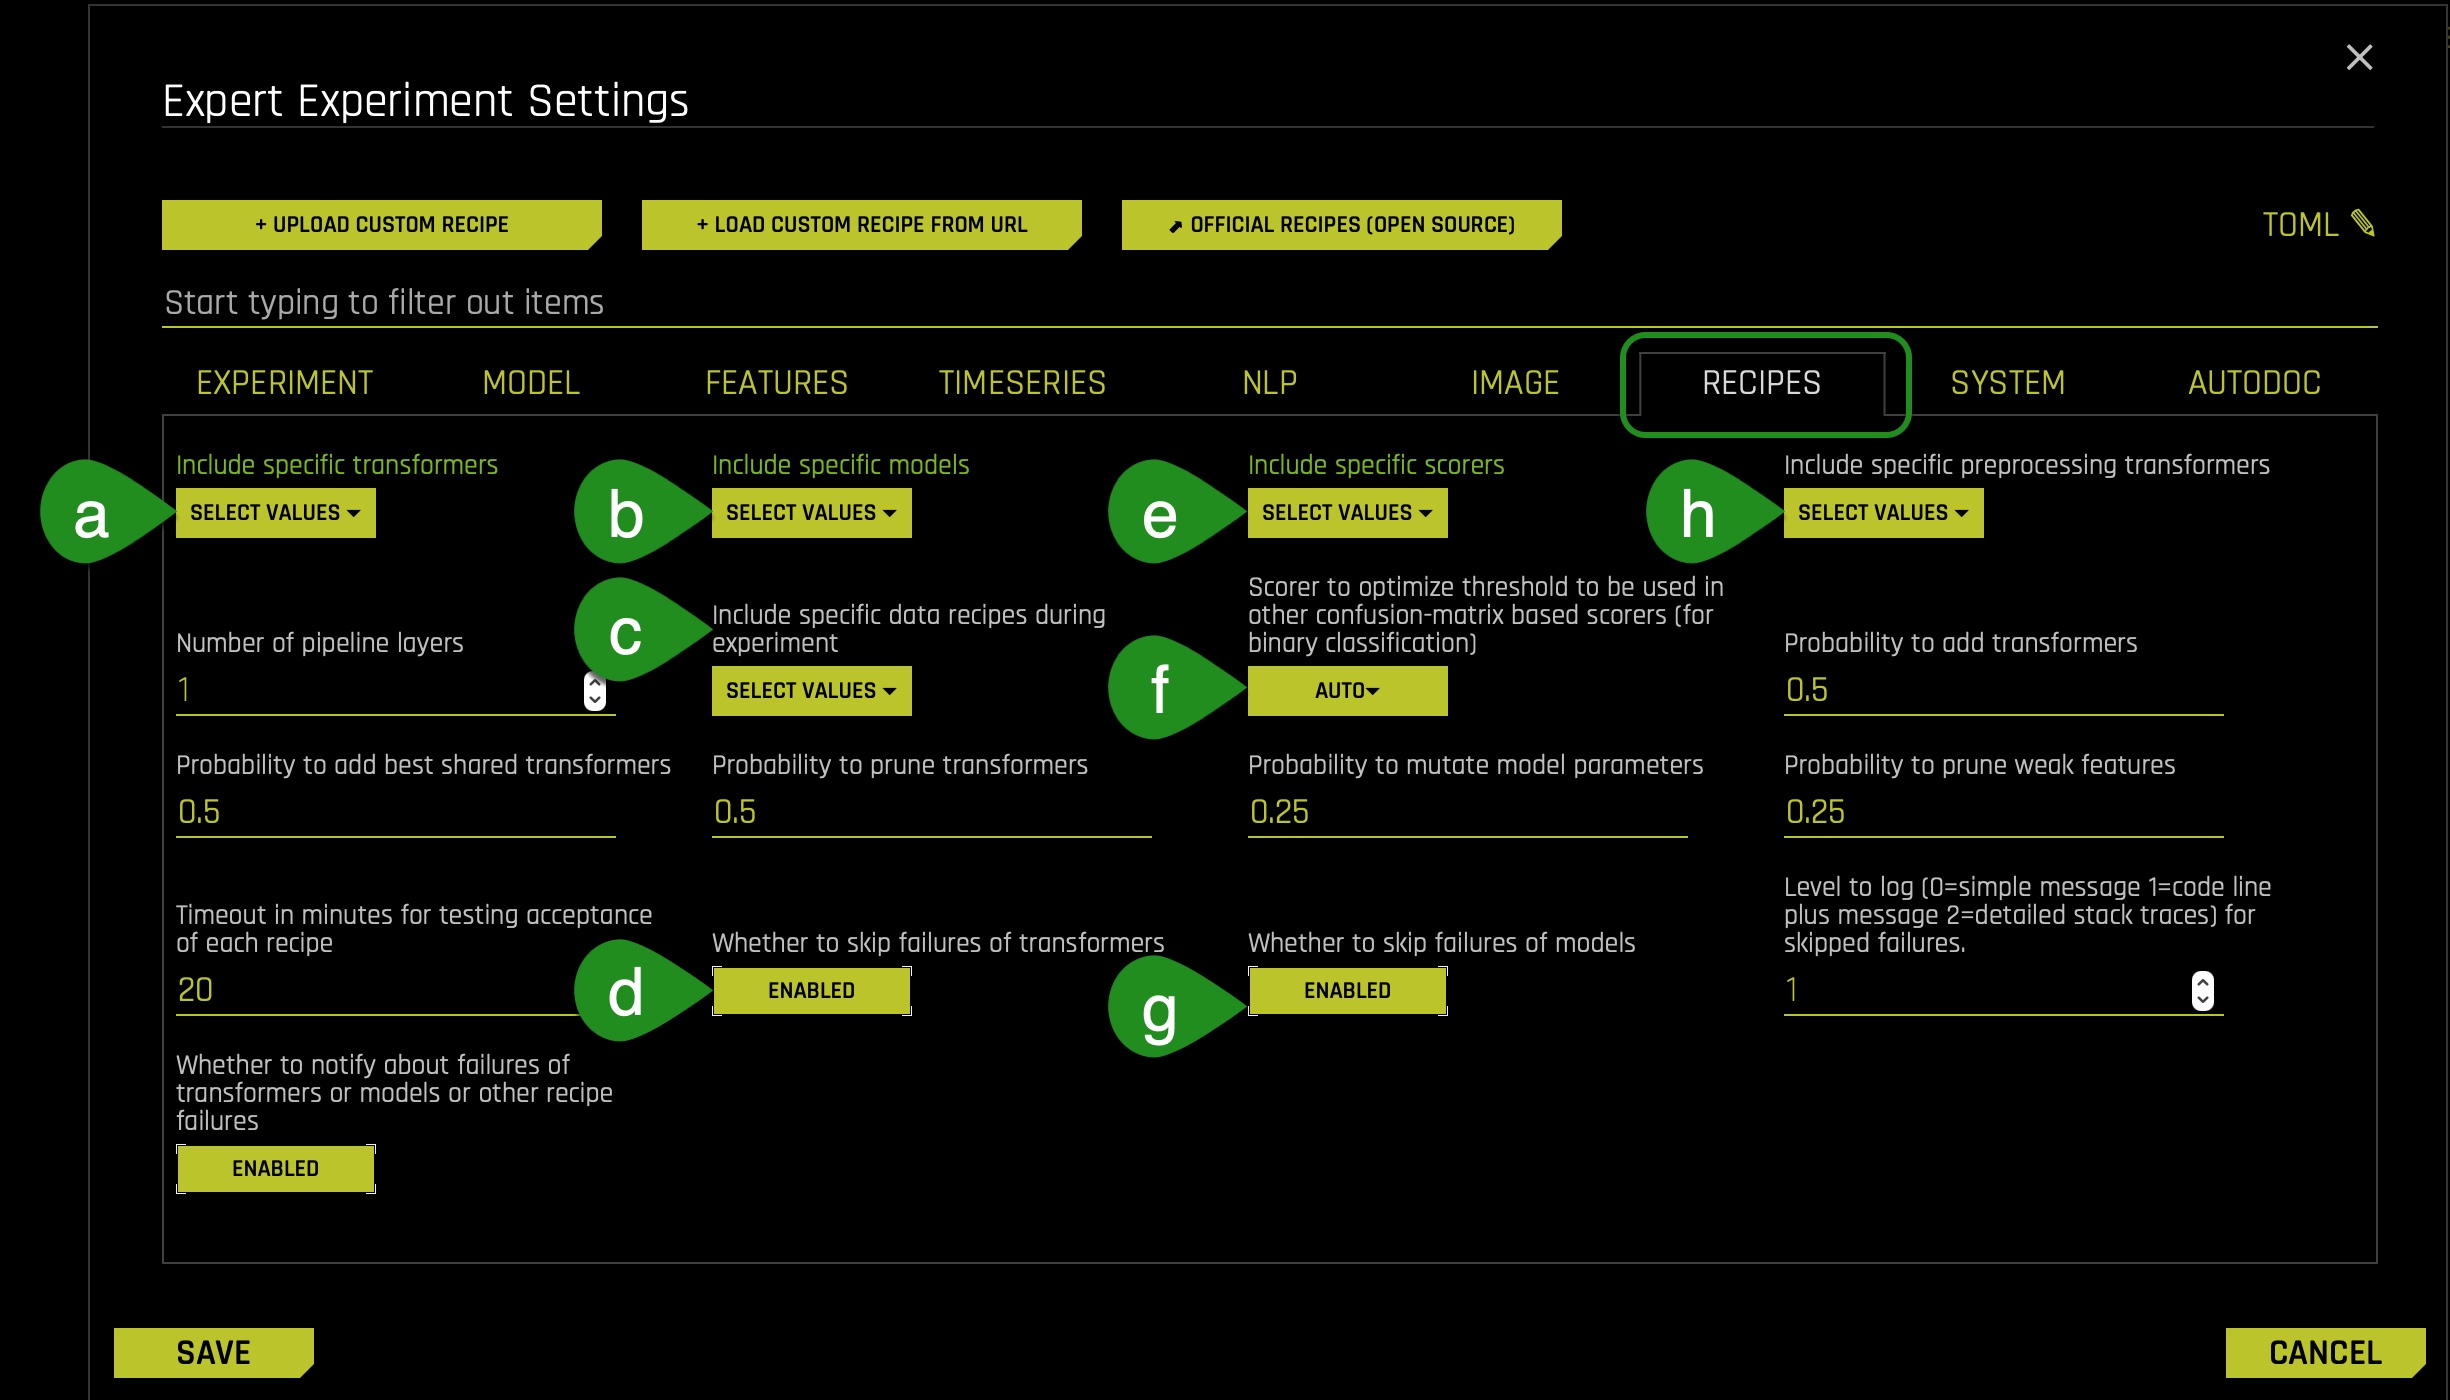 Expert Experiment Settings
+ UPLOAD CUSTOM RECIPE
+ LOAD CUSTOM RECIPE FROM URL
OFFICIAL RECIPES (OPEN SOURCE)
TOML
Start typing to filter out items
EXPERIMENT
MODEL
FEATURES
TIMESERIES
NLP
IMAGE
RECIPES
SYSTEM
AUTODOC
a
Include specific transformers
SELECT VALUES
b
Include specific models
SELECT VALUES
e
Include specific scorers
SELECT VALUES
h
Include specific preprocessing transformers
SELECT VALUES
Number of pipeline layers
1
c
Include specific data recipes during
experiment
SELECT VALUES
f
Scorer to optimize threshold to be used in
other confusion-matrix based scorers (for
binary classification)
AUTO
Probability to add transformers
0.5
Probability to add best shared transformers
0.5
Probability to prune transformers
0.5
Probability to mutate model parameters
0.25
Probability to prune weak features
0.25
Timeout in minutes for testing acceptance
of each recipe
20
d
Whether to skip failures of transformers
ENABLED
g
Whether to skip failures of models
ENABLED
Level to log (0=simple message 1=code line
plus message 2=detailed stack traces) for
skipped failures.
1
Whether to notify about failures of
transformers or models or other recipe
failures
ENABLED
SAVE
CANCEL